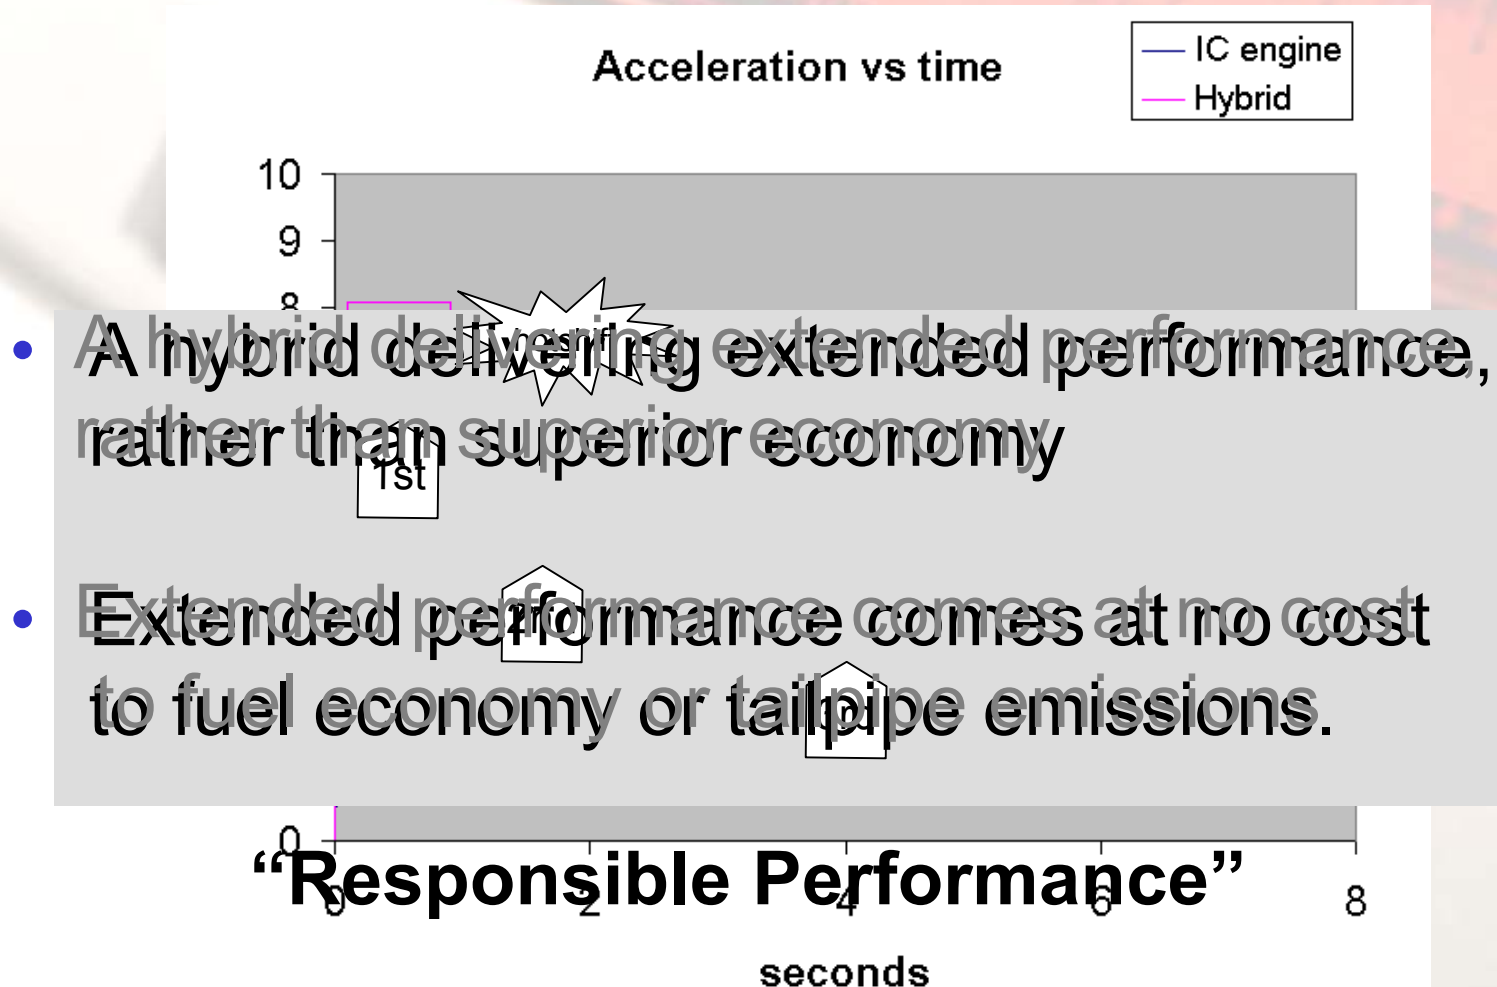 Acceleration vs time
IC engine
Hybrid
10
9
8
• A hybrid delivering extended performance,
rather than superior economy
1st
• Extended performance comes at no cost
to fuel economy or tailpipe emissions.
3rd
0
“Responsible Performance”
0 2 4 6 8
seconds